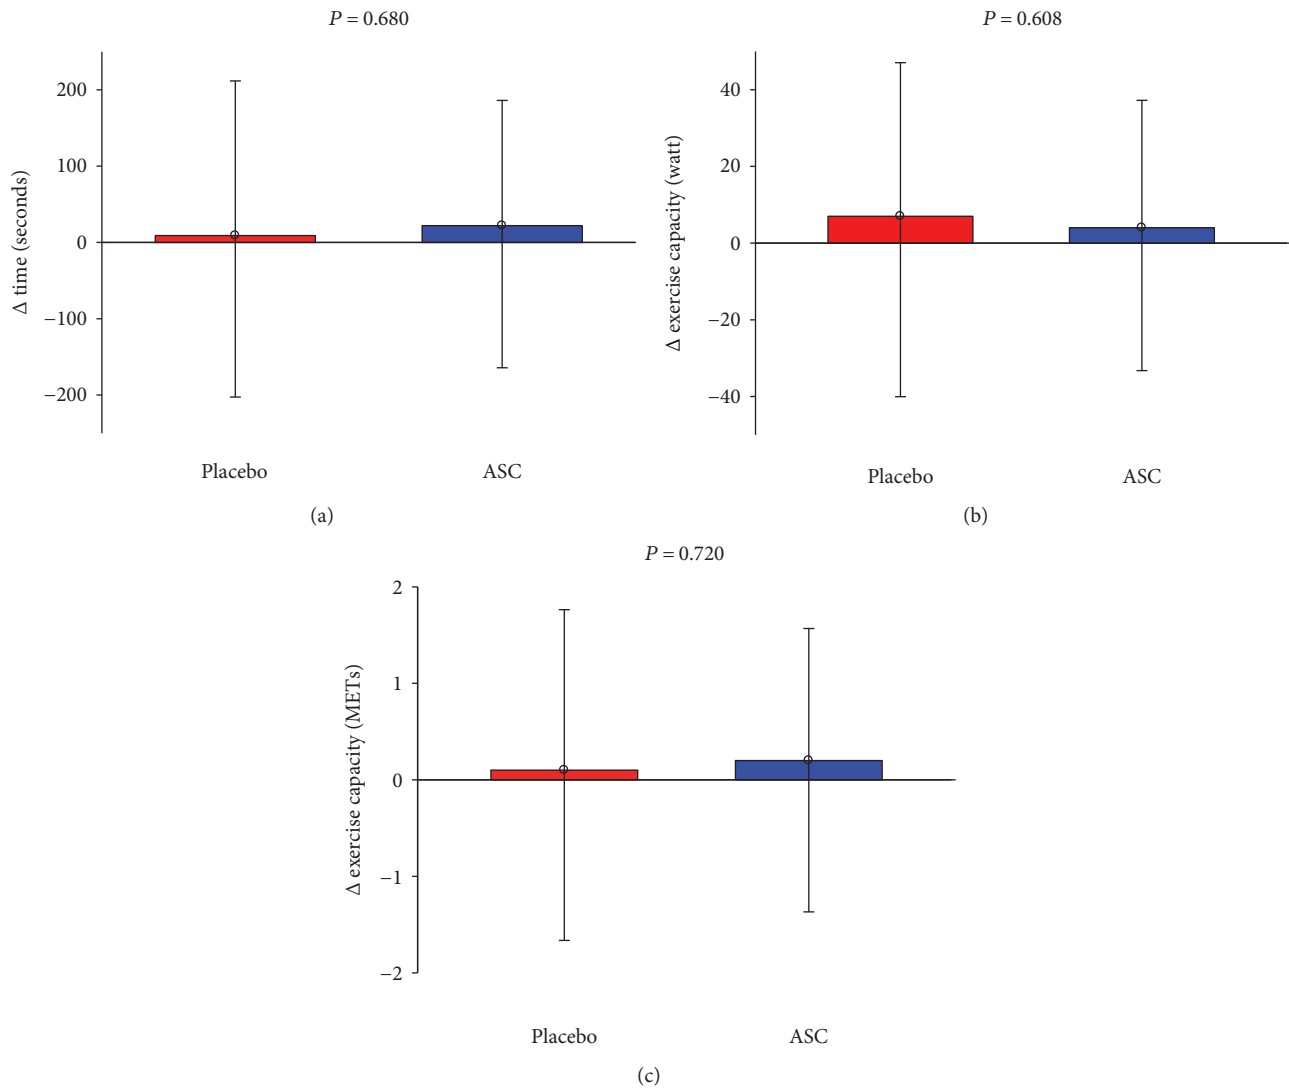 P = 0.680
Δ time (seconds)
200
100
0
−100
−200
Placebo
ASC
(a)
P = 0.608
Δ exercise capacity (watt)
40
20
0
−20
−40
Placebo
ASC
(b)
P = 0.720
Δ exercise capacity (METs)
2
1
0
−1
−2
Placebo
ASC
(c)